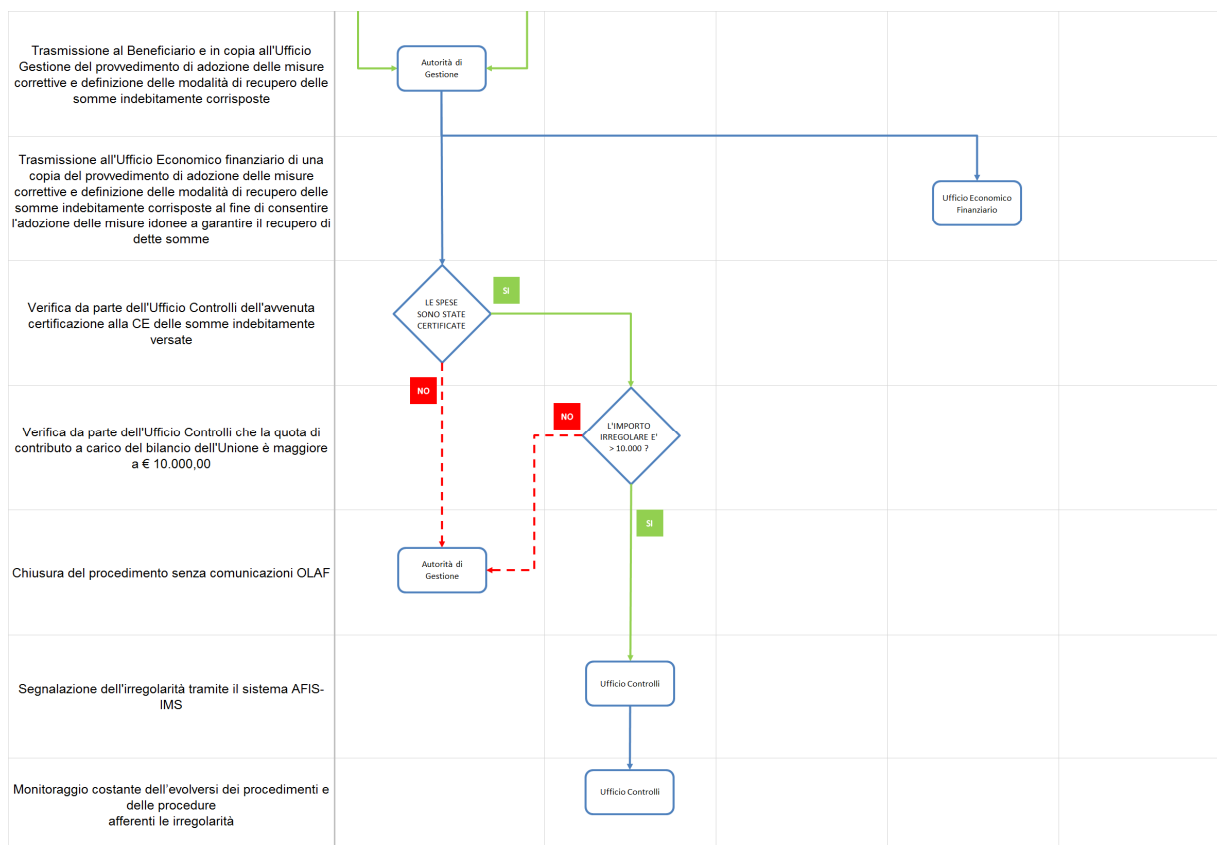 Trasmissione al Beneficiario e in copia all'Ufficio
Gestione del provvedimento di adozione delle misure
correttive e definizione delle modalità di recupero delle
somme indebitamente corrisposte
Autorità di
Gestione
Trasmissione all'Ufficio Economico finanziario di una
copia del provvedimento di adozione delle misure
correttive e definizione delle modalità di recupero delle
somme indebitamente corrisposte al fine di consentire
l'adozione delle misure idonee a garantire il recupero di
dette somme
Ufficio Economico
Finanziario
Verifica da parte dell'Ufficio Controlli dell'avvenuta
certificazione alla CE delle somme indebitamente
versate
LE SPESE
SONO STATE
CERTIFICATE
SI
NO
Verifica da parte dell'Ufficio Controlli che la quota di
contributo a carico del bilancio dell'Unione è maggiore
a € 10.000,00
NO
L'IMPORTO
IRREGOLARE E'
> 10.000 ?
SI
Chiusura del procedimento senza comunicazioni OLAF
Autorità di
Gestione
Segnalazione dell'irregolarità tramite il sistema AFIS-
IMS
Ufficio Controlli
Monitoraggio costante dell'evolversi dei procedimenti e
delle procedure
afferenti le irregolarità
Ufficio Controlli